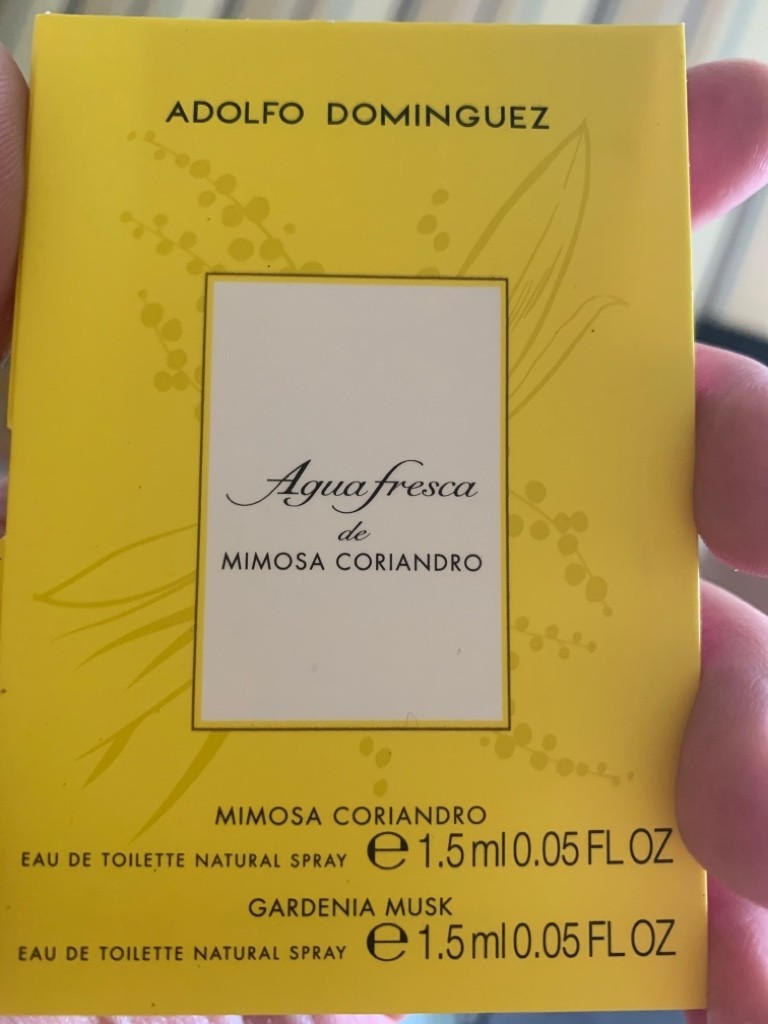 ADOLFO DOMINGUEZ
Agua fresca
de
MIMOSA CORIANDRO
MIMOSA CORIANDRO
EAU DE TOILETTE NATURAL SPRAY ℮ 1.5 ml 0.05 FL OZ
GARDENIA MUSK
EAU DE TOILETTE NATURAL SPRAY ℮ 1.5 ml 0.05 FL OZ